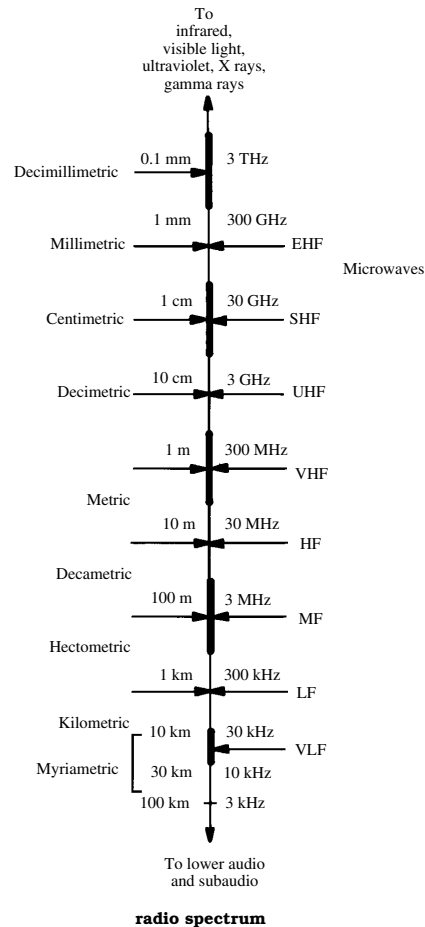 To
infrared,
visible light,
ultraviolet, X rays,
gamma rays
0.1 mm 3 THz
Decimillimetric
1 mm 300 GHz
Millimetric EHF
Microwaves
1 cm 30 GHz
Centimetric SHF
10 cm 3 GHz
Decimetric UHF
1 m 300 MHz
VHF
Metric
10 m 30 MHz
HF
Decametric
100 m 3 MHz
MF
Hectometric
1 km 300 kHz
LF
Kilometric
10 km 30 kHz
VLF
Myriametric
30 km 10 kHz
100 km 3 kHz
To lower audio
and subaudio
radio spectrum